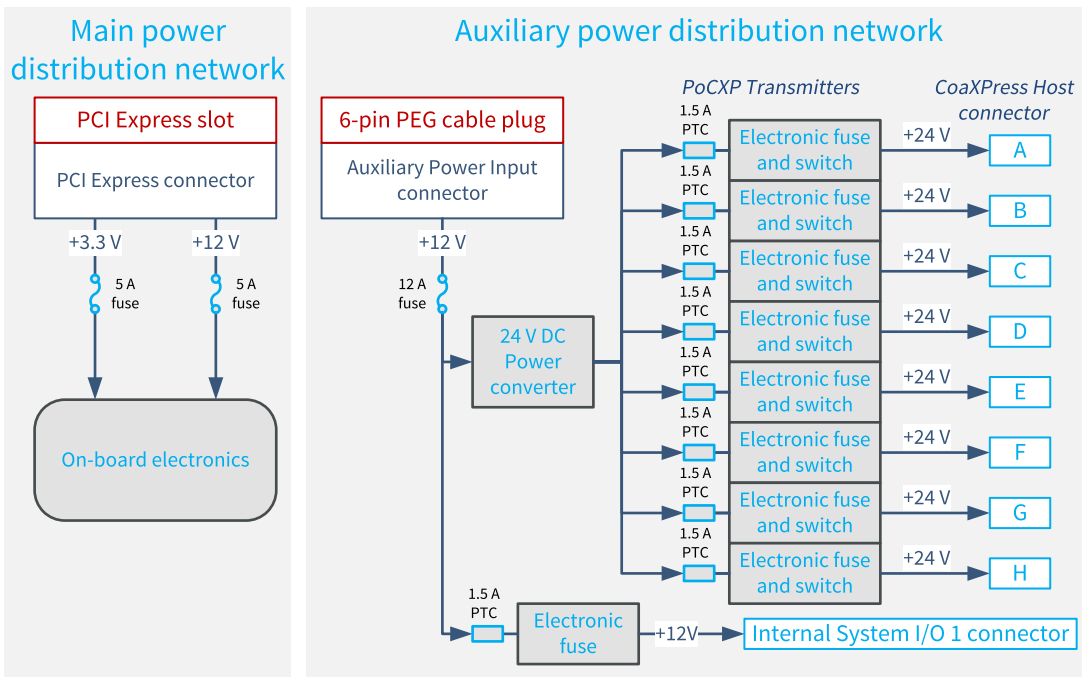 Main power
distribution network
PCI Express slot
PCI Express connector
+3.3 V
+12 V
5 A
fuse
5 A
fuse
On-board electronics
Auxiliary power distribution network
PoCXP Transmitters
CoaXPress Host
connector
6-pin PEG cable plug
Auxiliary Power Input
connector
+12 V
12 A
fuse
24 V DC
Power
converter
1.5 A
PTC
Electronic fuse
and switch
+24 V
A
1.5 A
PTC
Electronic fuse
and switch
+24 V
B
1.5 A
PTC
Electronic fuse
and switch
+24 V
C
1.5 A
PTC
Electronic fuse
and switch
+24 V
D
1.5 A
PTC
Electronic fuse
and switch
+24 V
E
1.5 A
PTC
Electronic fuse
and switch
+24 V
F
1.5 A
PTC
Electronic fuse
and switch
+24 V
G
1.5 A
PTC
Electronic fuse
and switch
+24 V
H
1.5 A
PTC
Electronic
fuse
+12V
Internal System I/O 1 connector